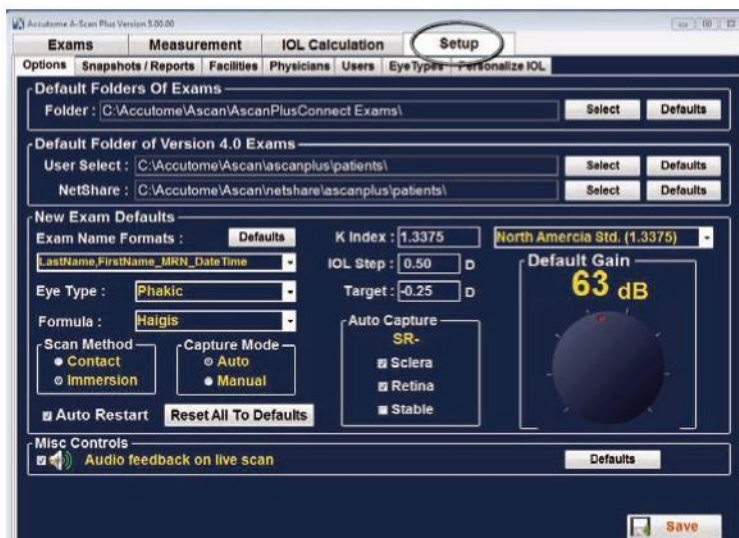 Accutome A-Scan Plus Version 5.00.00
Exams Measurement IOL Calculation Setup
Options Snapshots / Reports Facilities Physicians Users Eye Types Personalize IOL
Default Folders Of Exams
Folder : C:\Accutome\Ascan\AscanPlusConnect Exams\ Select Defaults
Default Folder of Version 4.0 Exams
User Select : C:\Accutome\Ascan\ascanplus\patients\ Select Defaults
NetShare : C:\Accutome\Ascan\netshare\ascanplus\patients\ Select Defaults
New Exam Defaults
Exam Name Formats : Defaults K Index : 1.3375 North Amercia Std. (1.3375)
LastName,FirstName_MRN_DateTime IOL Step : 0.50 D Default Gain
63 dB
Eye Type : Phakic Target : -0.25 D
Formula : Haigis Auto Capture
Scan Method Capture Mode SR-
Contact Auto Sclera
Immersion Manual Retina
Auto Restart Reset All To Defaults Stable
Misc Controls
Audio feedback on live scan Defaults
Save